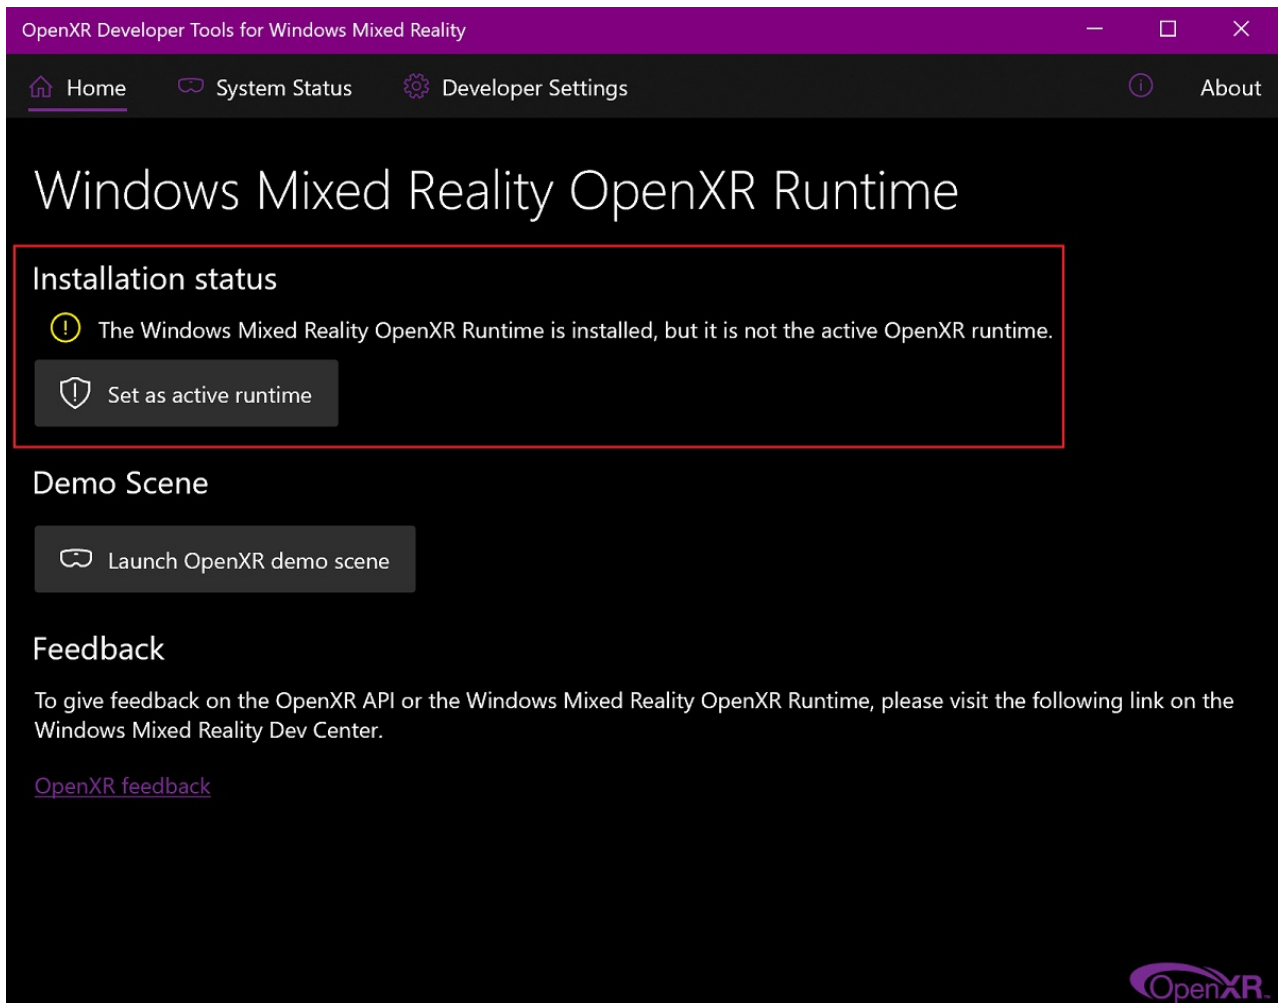 OpenXR Developer Tools for Windows Mixed Reality
Home
System Status
Developer Settings
About
Windows Mixed Reality OpenXR Runtime
Installation status
The Windows Mixed Reality OpenXR Runtime is installed, but it is not the active OpenXR runtime.
Set as active runtime
Demo Scene
Launch OpenXR demo scene
Feedback
To give feedback on the OpenXR API or the Windows Mixed Reality OpenXR Runtime, please visit the following link on the
Windows Mixed Reality Dev Center.
OpenXR feedback
OpenXR